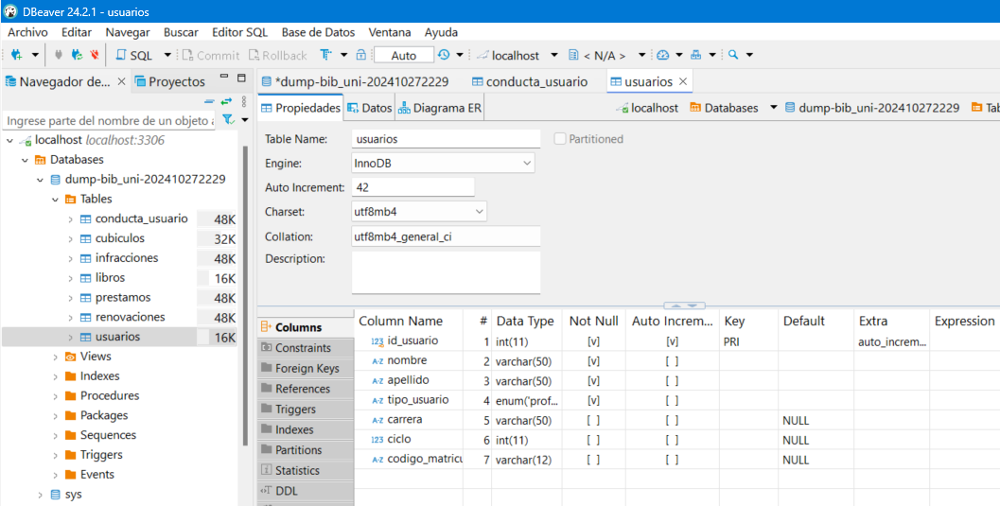 DBeaver 24.2.1 - usuarios
Archivo Editar Navegar Buscar Editor SQL Base de Datos Ventana Ayuda
SQL Commit Rollback Auto localhost < N/A >
Navegador de... Proyectos *dump-bib_uni-202410272229 conducta_usuario usuarios
Propiedades Datos Diagrama ER localhost Databases dump-bib_uni-202410272229 Tab
Ingrese parte del nombre de un objeto a
localhost localhost:3306
Databases
dump-bib_uni-202410272229
Tables
conducta_usuario 48K
cubiculos 32K
infracciones 48K
libros 16K
prestamos 48K
renovaciones 48K
usuarios 16K
Views
Indexes
Procedures
Packages
Sequences
Triggers
Events
sys
Table Name: usuarios Partitioned
Engine: InnoDB
Auto Increment: 42
Charset: utf8mb4
Collation: utf8mb4_general_ci
Description:
Columns
Constraints
Foreign Keys
References
Triggers
Indexes
Partitions
Statistics
DDL
Column Name # Data Type Not Null Auto Increm... Key Default Extra Expression
123 id_usuario 1 int(11) [v] [v] PRI auto_increm...
A-Z nombre 2 varchar(50) [v] [ ]
A-Z apellido 3 varchar(50) [v] [ ]
A-Z tipo_usuario 4 enum('prof... [v] [ ]
A-Z carrera 5 varchar(50) [ ] [ ] NULL
123 ciclo 6 int(11) [ ] [ ] NULL
A-Z codigo_matricu 7 varchar(12) [ ] [ ] NULL